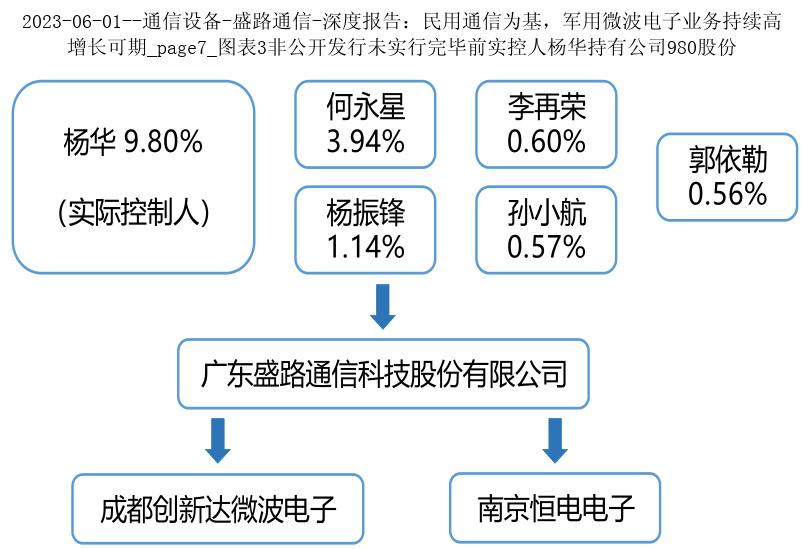 2023-06-01--通信设备-盛路通信-深度报告：民用通信为基，军用微波电子业务持续高
增长可期_page7_图表3非公开发行未实行完毕前实控人杨华持有公司980股份
杨华 9.80%
（实际控制人）
何永星
3.94%
李再荣
0.60%
杨振锋
1.14%
孙小航
0.57%
郭依勒
0.56%
广东盛路通信科技股份有限公司
成都创新达微波电子
南京恒电电子